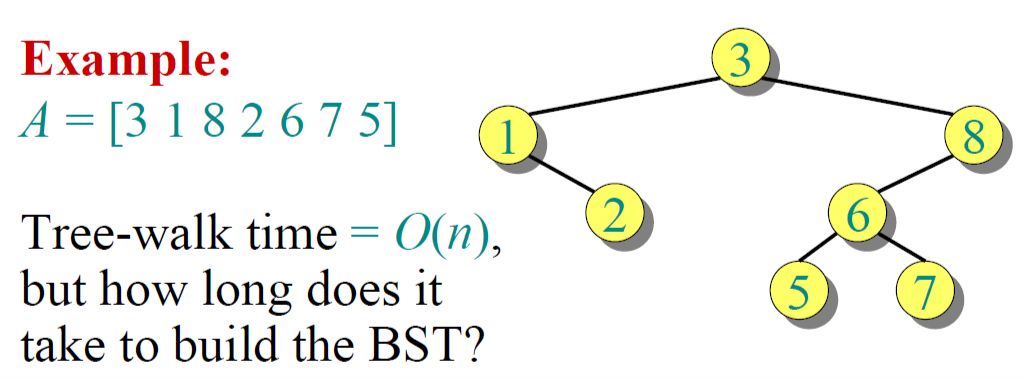 Example:
A = [3 1 8 2 6 7 5]
Tree-walk time = O(n),
but how long does it
take to build the BST?
3
1
8
2
6
5
7